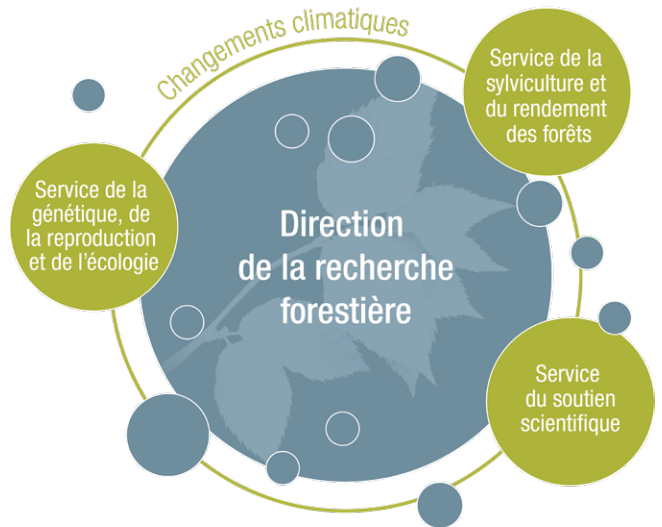 Changements climatiques
Service de la
sylviculture et
du rendement
des forêts
Service de la
génétique, de
la reproduction
et de l'écologie
Direction
de la recherche
forestière
Service
du soutien
scientifique